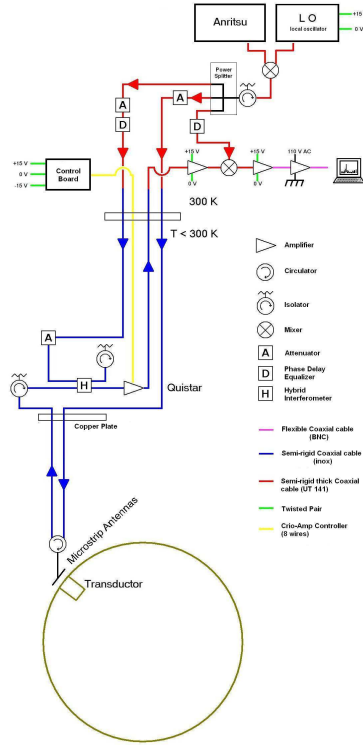 Anritsu
L O
local oscillator
+15 V
0 V
Power
Splitter
A
A
D
D
+15 V
+15 V
110 V AC
0 V
0 V
+15 V
0 V
-15 V
Control
Board
300 K
T < 300 K
Amplifier
Circulator
Isolator
Mixer
A
Attenuator
D
Phase Delay
Equalizer
H
Hybrid
Interferometer
A
H
Quistar
Copper Plate
Flexible Coaxial cable
(BNC)
Semi-rigid Coaxial cable
(inox)
Semi-rigid thick Coaxial
cable (UT 141)
Twisted Pair
Crio-Amp Controller
(8 wires)
Microstrip Antennas
Transductor